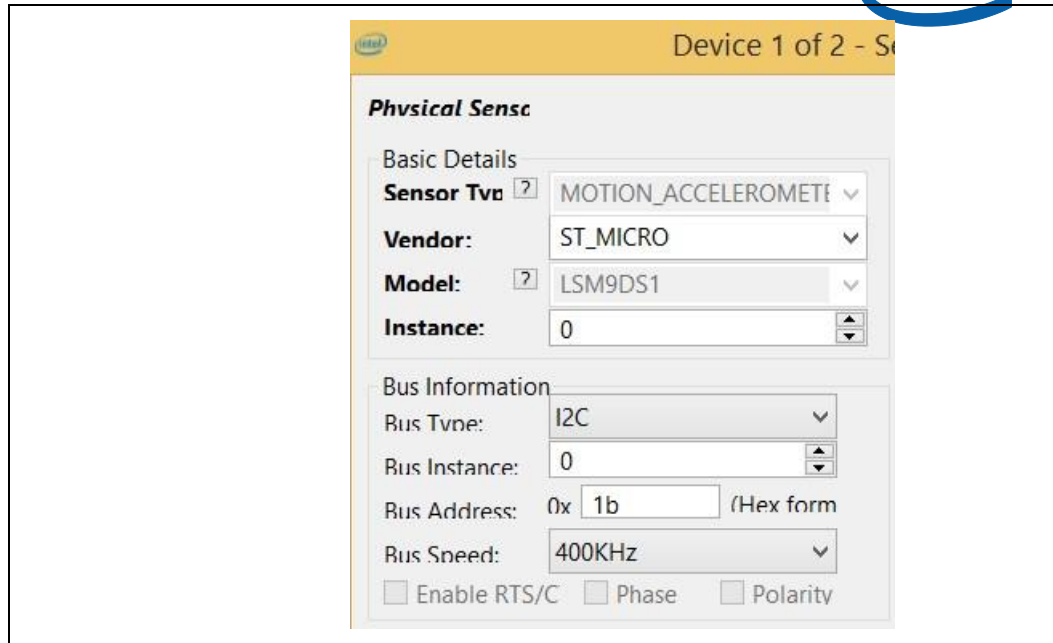 intel
Device 1 of 2 - Se
Physical Senso
Basic Details
Sensor Typ ? MOTION_ACCELEROMETE
Vendor: ST_MICRO
Model: ? LSM9DS1
Instance: 0
Bus Information
Bus Type: I2C
Bus Instance: 0
Bus Address: 0x 1b (Hex form
Bus Speed: 400KHz
Enable RTS/C Phase Polarity